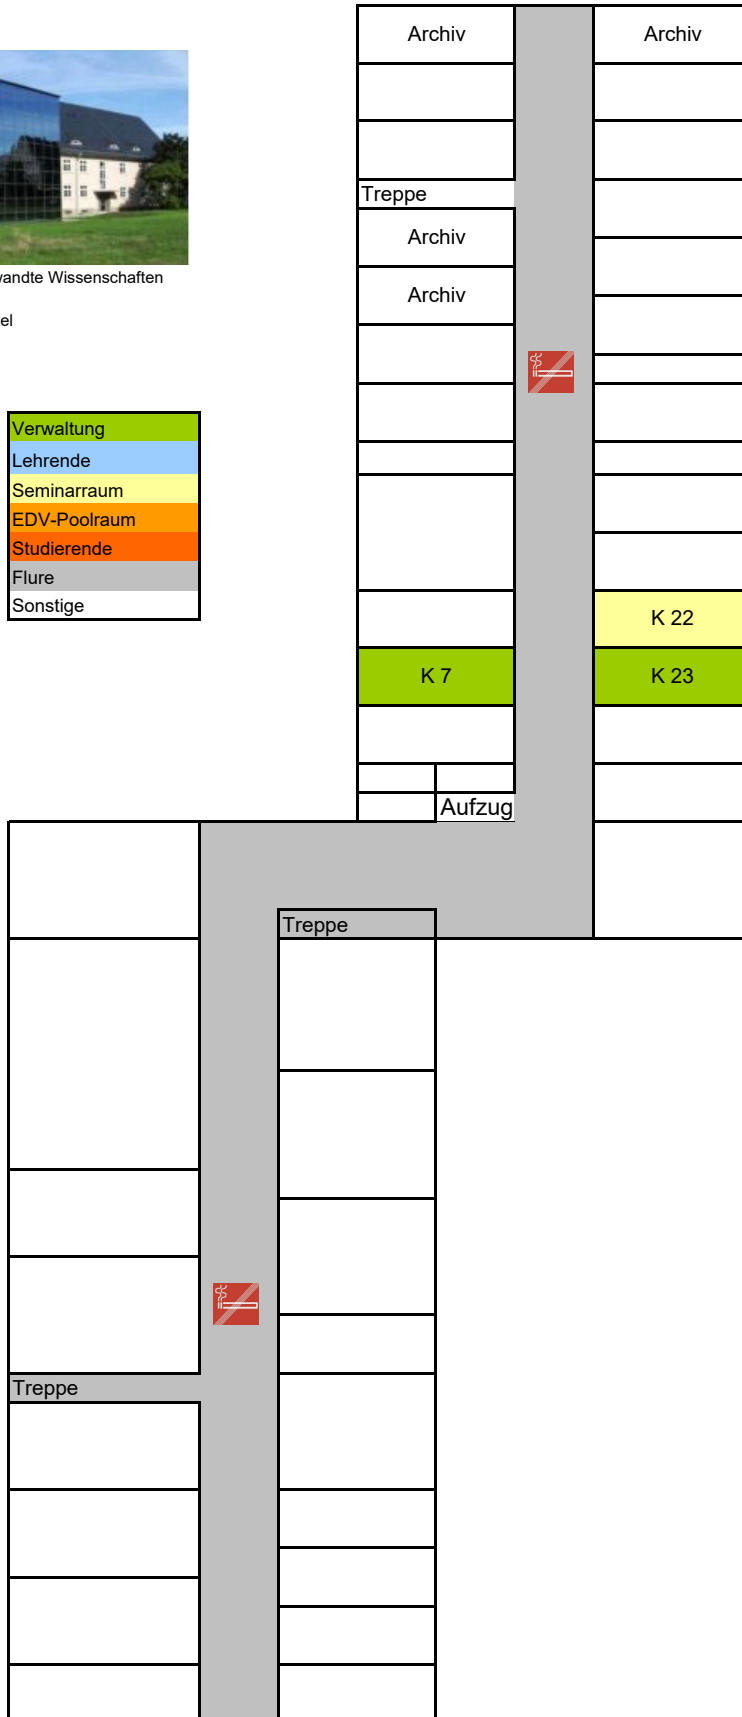 Archiv
Archiv
Treppe
Archiv
Archiv
wandte Wissenschaften
el
Verwaltung
Lehrende
Seminarraum
EDV-Poolraum
Studierende
Flure
Sonstige
K 22
K 7
K 23
Aufzug
Treppe
Treppe